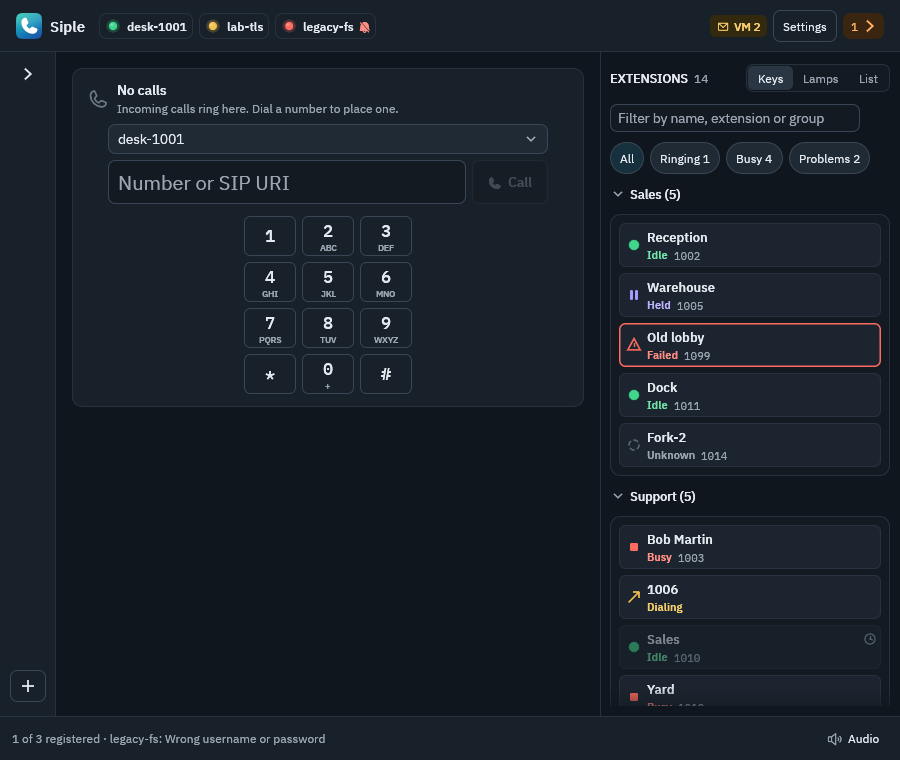 Siple
desk-1001
lab-tls
legacy-fs
VM 2
Settings
1
No calls
Incoming calls ring here. Dial a number to place one.
desk-1001
Number or SIP URI
Call
1
2
ABC
3
DEF
4
GHI
5
JKL
6
MNO
7
PQRS
8
TUV
9
WXYZ
*
0
+
#
EXTENSIONS 14
Keys
Lamps
List
Filter by name, extension or group
All
Ringing 1
Busy 4
Problems 2
Sales (5)
Reception
Idle 1002
Warehouse
Held 1005
Old lobby
Failed 1099
Dock
Idle 1011
Fork-2
Unknown 1014
Support (5)
Bob Martin
Busy 1003
1006
Dialing
Sales
Idle 1010
Yard
1 of 3 registered · legacy-fs: Wrong username or password
Audio